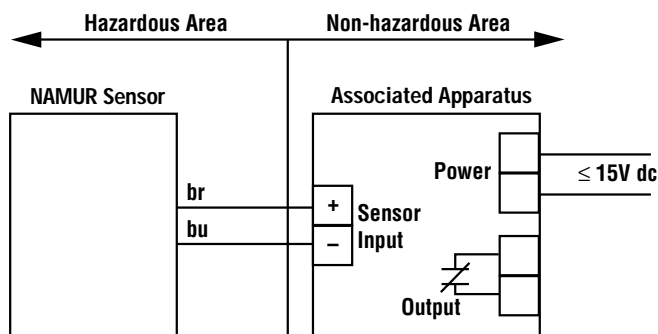 Hazardous Area
Non-hazardous Area
NAMUR Sensor
Associated Apparatus
Power
≤ 15V dc
br
+
Sensor
bu
–
Input
Output